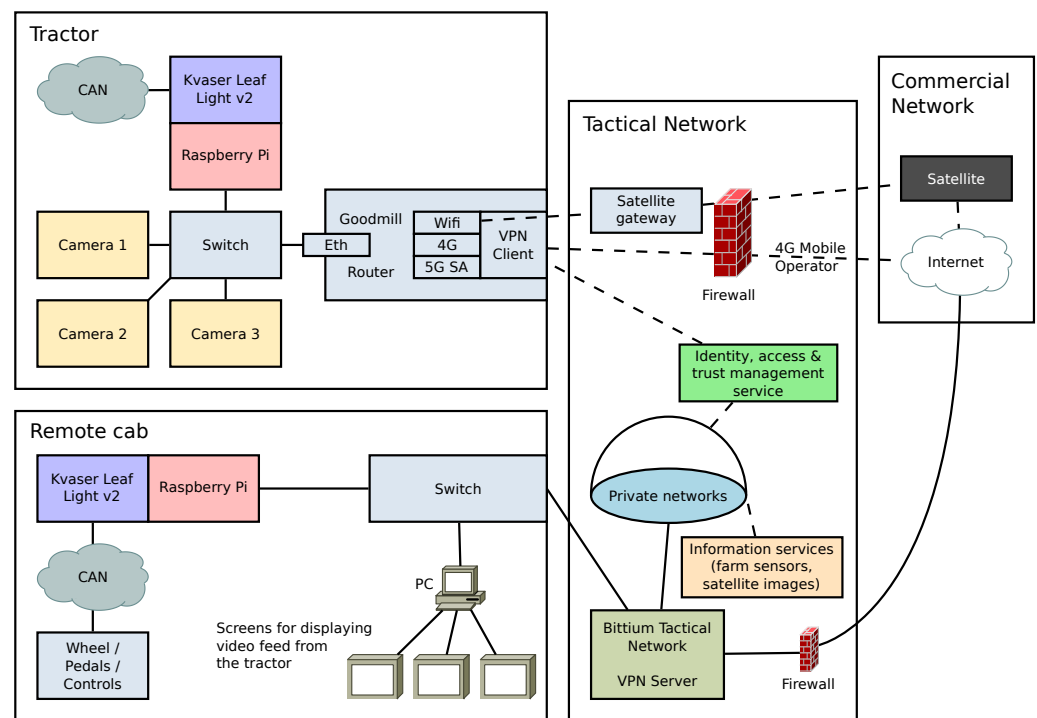 Tractor
CAN
Kvaser Leaf
Light v2
Raspberry Pi
Camera 1
Switch
Camera 2
Camera 3
Goodmill
Eth
Router
Wifi
4G
5G SA
VPN
Client
Tactical Network
Satellite
gateway
Firewall
4G Mobile
Operator
Commercial
Network
Satellite
Internet
Identity, access &
trust management
service
Private networks
Information services
(farm sensors,
satellite images)
Bittium Tactical
Network
VPN Server
Firewall
Remote cab
Kvaser Leaf
Light v2
Raspberry Pi
Switch
CAN
Wheel /
Pedals /
Controls
PC
Screens for displaying
video feed from
the tractor